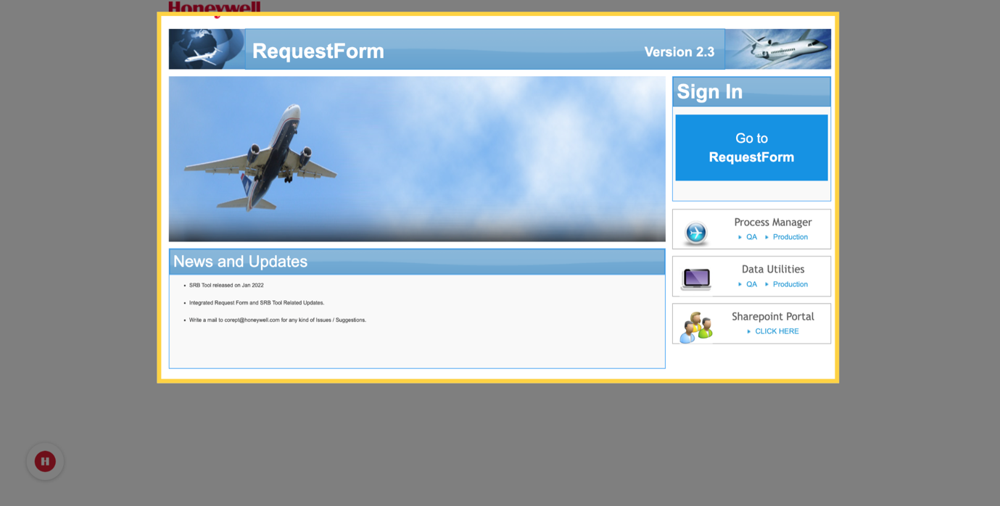 Honeywell
RequestForm
Version 2.3
Sign In
Go to
RequestForm
Process Manager
QA Production
Data Utilities
QA Production
Sharepoint Portal
CLICK HERE
News and Updates
• SRB Tool released on Jan 2022
• Integrated Request Form and SRB Tool Related Updates.
• Write a mail to corept@honeywell.com for any kind of Issues / Suggestions.
H